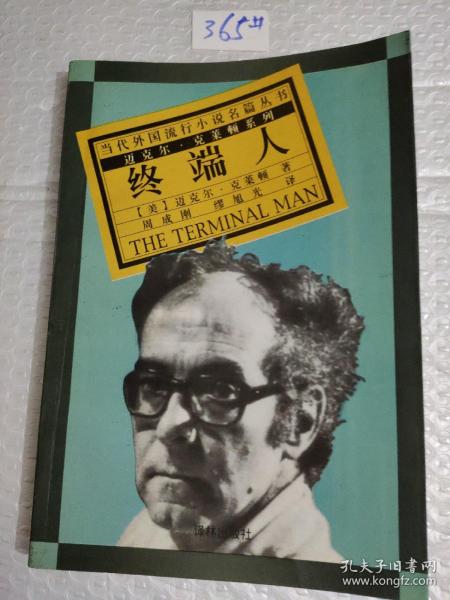 365#
当代外国流行小说名篇丛书
迈克尔·克莱顿系列
终端人
[美]迈克尔·克莱顿 著
周成刚 缪旭光 译
THE TERMINAL MAN
译林出版社
孔夫子旧书网
www.kongfz.com